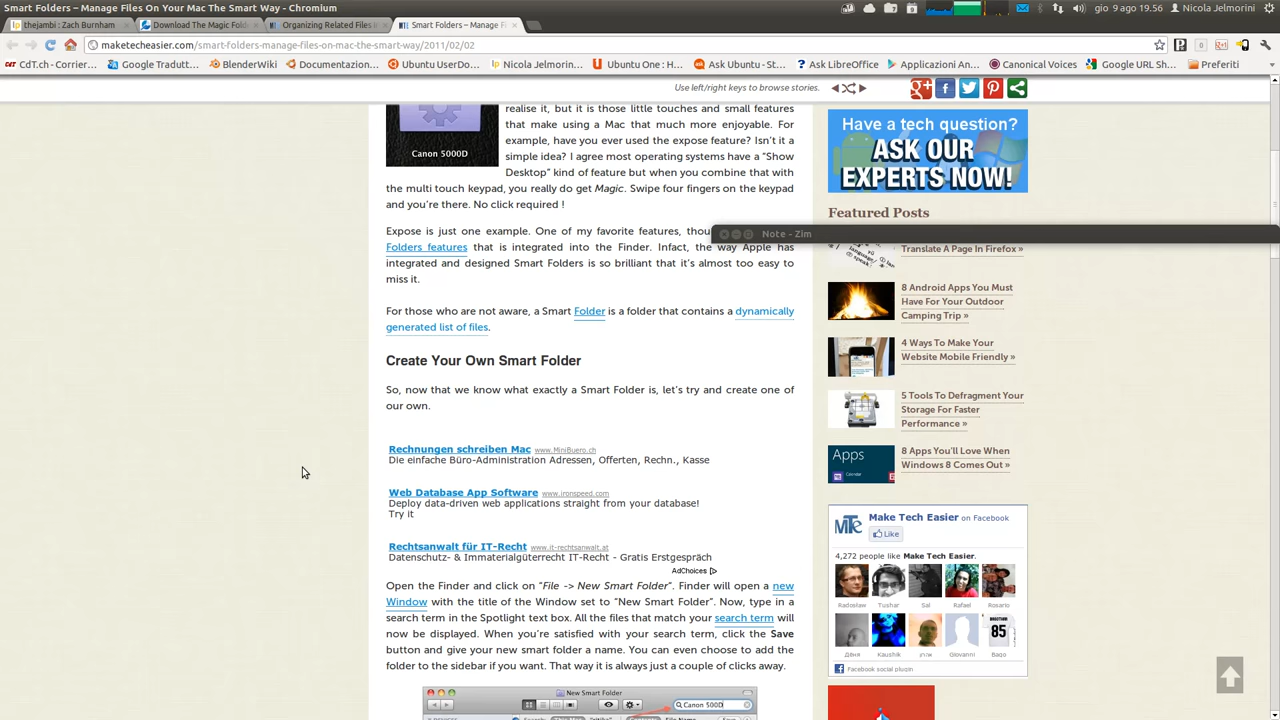 Smart Folders – Manage Files On Your Mac The Smart Way - Chromium
gio 9 ago 19.56 Nicola Jelmorini
thejambi : Zach Burnham
Download The Magic Fold
Organizing Related Files
Smart Folders – Manage F
maketecheasier.com/smart-folders-manage-files-on-mac-the-smart-way/2011/02/02
CdT.ch - Corrier...
Google Tradutt...
BlenderWiki
Documentazion...
Ubuntu UserDo...
Nicola Jelmorin...
Ubuntu One : H...
Ask Ubuntu - St...
Ask LibreOffice
Applicazioni An...
Canonical Voices
Google URL Sh...
Preferiti
Use left/right keys to browse stories.
Canon 5000D
realise it, but it is those little touches and small features
that make using a Mac that much more enjoyable. For
example, have you ever used the expose feature? Isn't it a
simple idea? I agree most operating systems have a "Show
Desktop" kind of feature but when you combine that with
the multi touch keypad, you really do get Magic. Swipe four fingers on the keypad
and you're there. No click required !
Expose is just one example. One of my favorite features, thou
Folders features that is integrated into the Finder. Infact, the way Apple has
integrated and designed Smart Folders is so brilliant that it's almost too easy to
miss it.
For those who are not aware, a Smart Folder is a folder that contains a dynamically
generated list of files.
Create Your Own Smart Folder
So, now that we know what exactly a Smart Folder is, let's try and create one of
our own.
Rechnungen schreiben Mac www.MiniBuero.ch
Die einfache Büro-Administration Adressen, Offerten, Rechn., Kasse
Web Database App Software www.ironspeed.com
Deploy data-driven web applications straight from your database!
Try it
Rechtsanwalt für IT-Recht www.it-rechtsanwalt.at
Datenschutz- & Immaterialgüterrecht IT-Recht - Gratis Erstgespräch
AdChoices
Open the Finder and click on "File -> New Smart Folder". Finder will open a new
Window with the title of the Window set to "New Smart Folder". Now, type in a
search term in the Spotlight text box. All the files that match your search term will
now be displayed. When you're satisfied with your search term, click the Save
button and give your new smart folder a name. You can even choose to add the
folder to the sidebar if you want. That way it is always just a couple of clicks away.
New Smart Folder
Canon 500D
Have a tech question?
ASK OUR
EXPERTS NOW!
Featured Posts
Note - Zim
Translate A Page In Firefox »
8 Android Apps You Must
Have For Your Outdoor
Camping Trip »
4 Ways To Make Your
Website Mobile Friendly »
5 Tools To Defragment Your
Storage For Faster
Performance »
Apps
8 Apps You'll Love When
Windows 8 Comes Out »
Make Tech Easier on Facebook
Like
4,272 people like Make Tech Easier.
Radosław Tushar Sal Rafael Rosario
85
Kaushik Giovanni Bago
Facebook social plugin